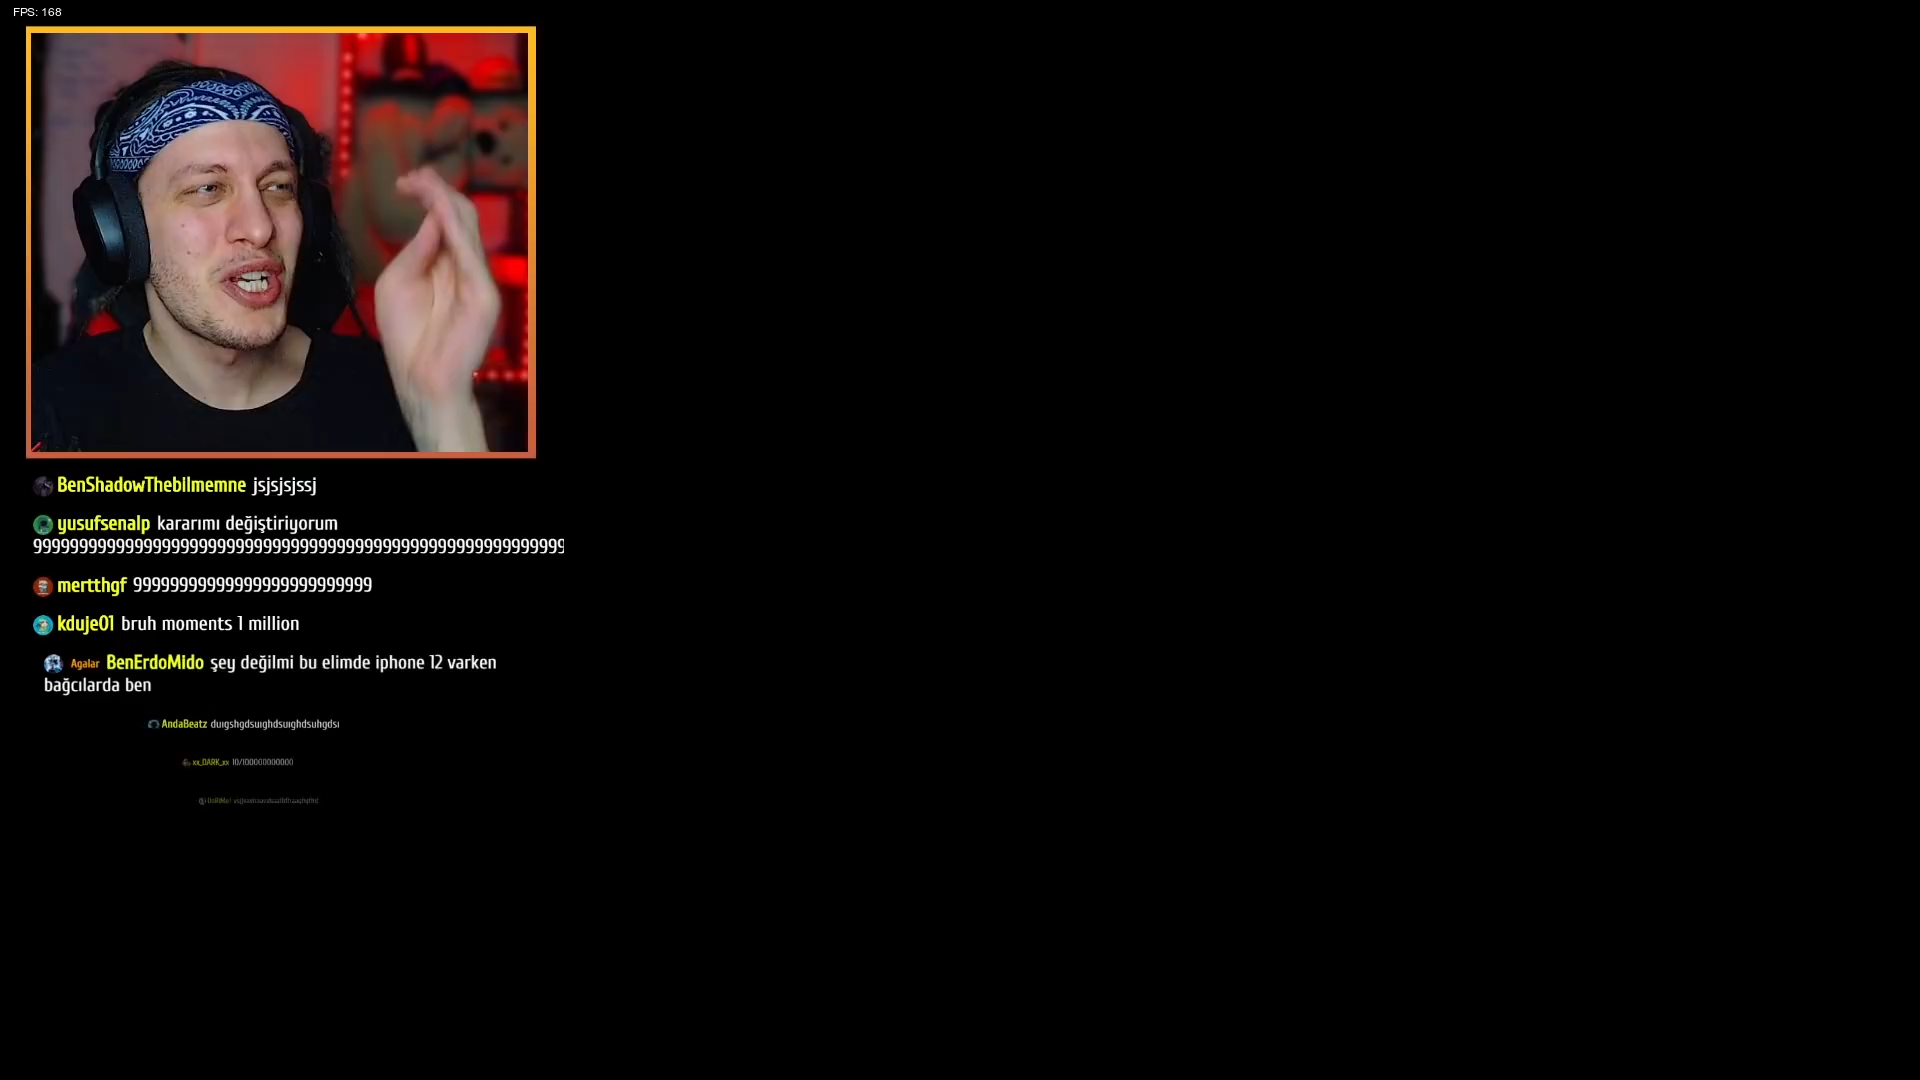 FPS: 168
BenShadowThebilmemne jsjsjsjssj
yusufsenalp kararımı değiştiriyorum
9999999999999999999999999999999999999999999999999999999999
mertthgf 99999999999999999999999999
kduje01 bruh moments 1 million
Agalar BenErdoMido şey değilmi bu elimde iphone 12 varken
bağcılarda ben
AndaBeatz duıgshgdsuıghdsuıghdsuhgdsı
xx_DARK_xx 10/100000000000